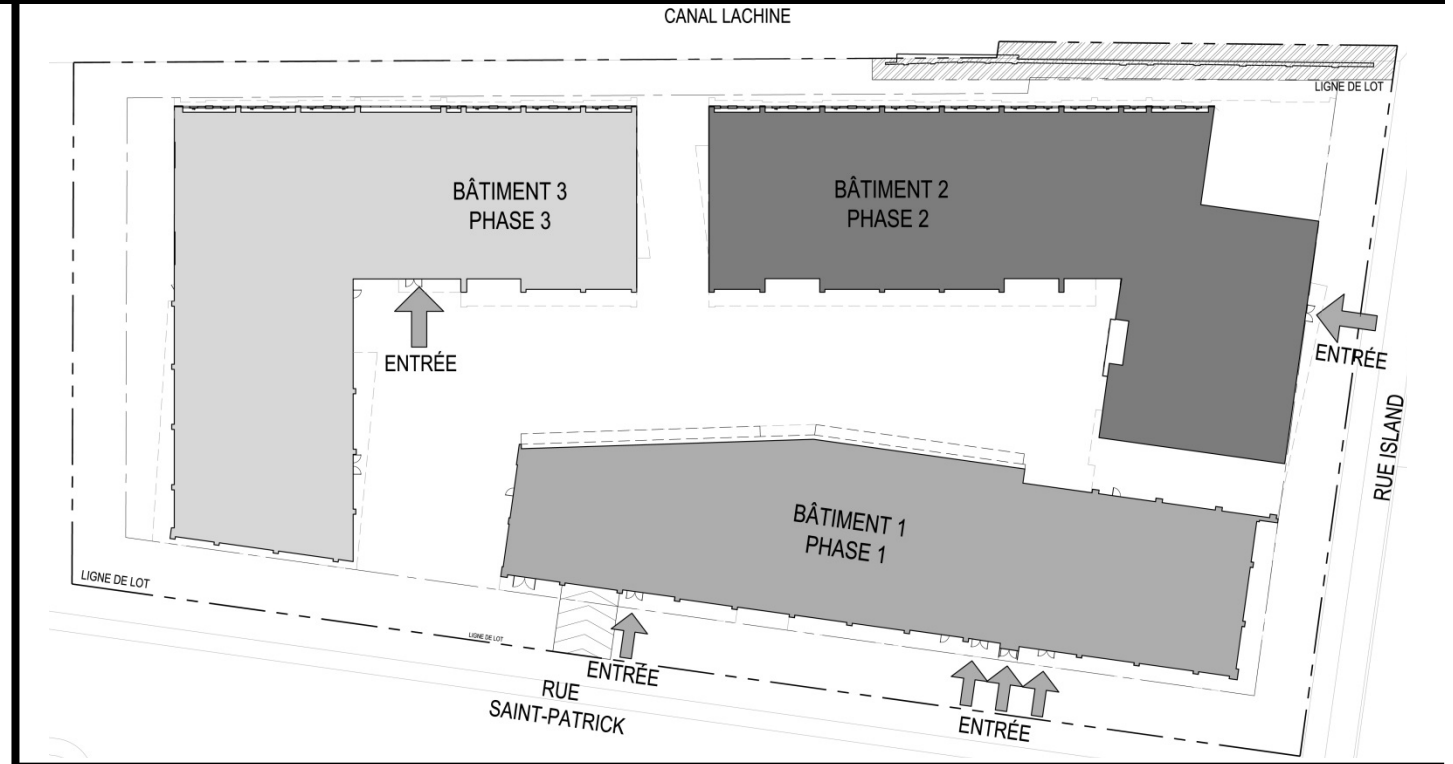 CANAL LACHINE
LIGNE DE LOT
BÂTIMENT 3
PHASE 3
BÂTIMENT 2
PHASE 2
ENTRÉE
ENTRÉE
RUE ISLAND
BÂTIMENT 1
PHASE 1
LIGNE DE LOT
LIGNE DE LOT
ENTRÉE
RUE
SAINT-PATRICK
ENTRÉE